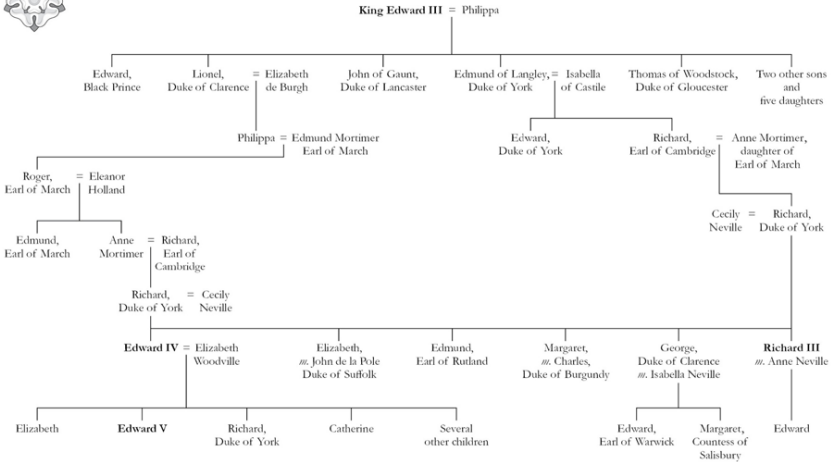 King Edward III = Philippa
Edward,
Black Prince
Lionel,
Duke of Clarence
= Elizabeth
de Burgh
John of Gaunt,
Duke of Lancaster
Edmund of Langley, = Isabella
Duke of York of Castile
Thomas of Woodstock,
Duke of Gloucester
Two other sons
and
five daughters
Philippa = Edmund Mortimer
Earl of March
Edward,
Duke of York
Richard,
Earl of Cambridge
= Anne Mortimer,
daughter of
Earl of March
Roger, = Eleanor
Earl of March Holland
Cecily = Richard,
Neville Duke of York
Edmund,
Earl of March
Anne = Richard,
Mortimer Earl of
Cambridge
Richard, = Cecily
Duke of York Neville
Edward IV = Elizabeth
Woodville
Elizabeth,
m. John de la Pole
Duke of Suffolk
Edmund,
Earl of Rutland
Margaret,
m. Charles,
Duke of Burgundy
George,
Duke of Clarence
m. Isabella Neville
Richard III
m. Anne Neville
Elizabeth
Edward V
Richard,
Duke of York
Catherine
Several
other children
Edward,
Earl of Warwick
Margaret,
Countess of
Salisbury
Edward